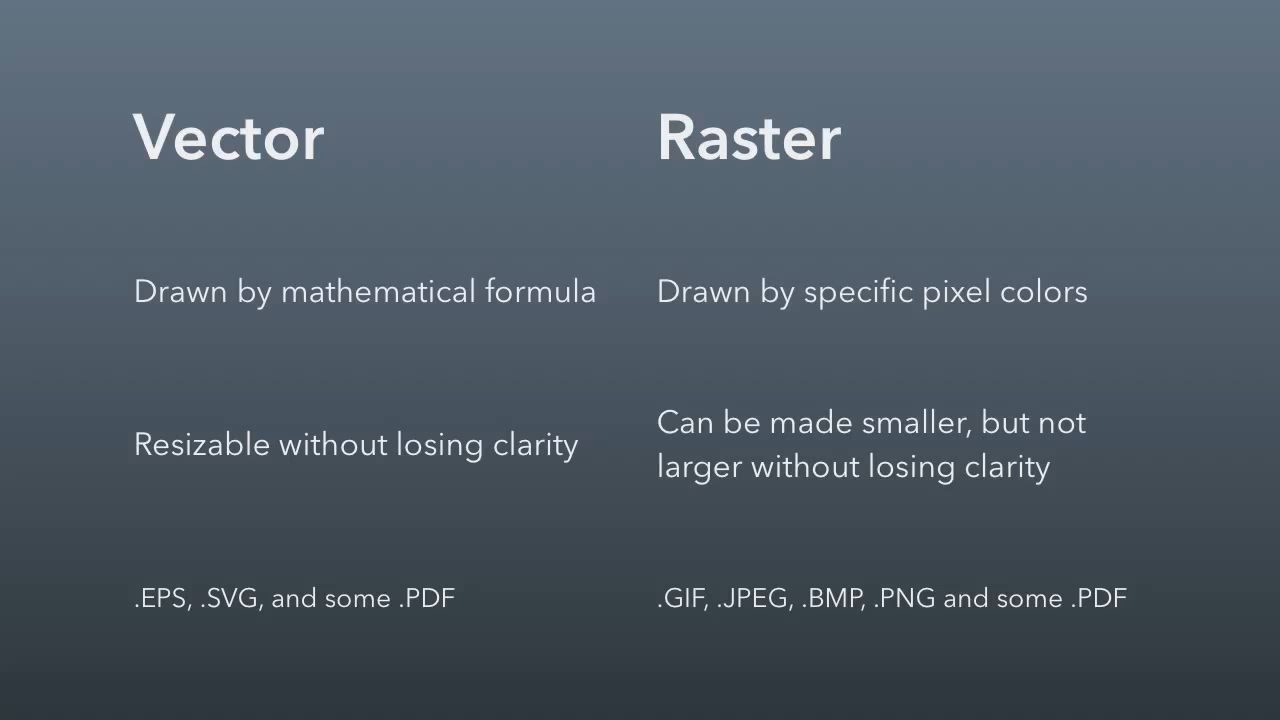 Vector
Raster
Drawn by mathematical formula
Drawn by specific pixel colors
Resizable without losing clarity
Can be made smaller, but not
larger without losing clarity
.EPS, .SVG, and some .PDF
.GIF, .JPEG, .BMP, .PNG and some .PDF